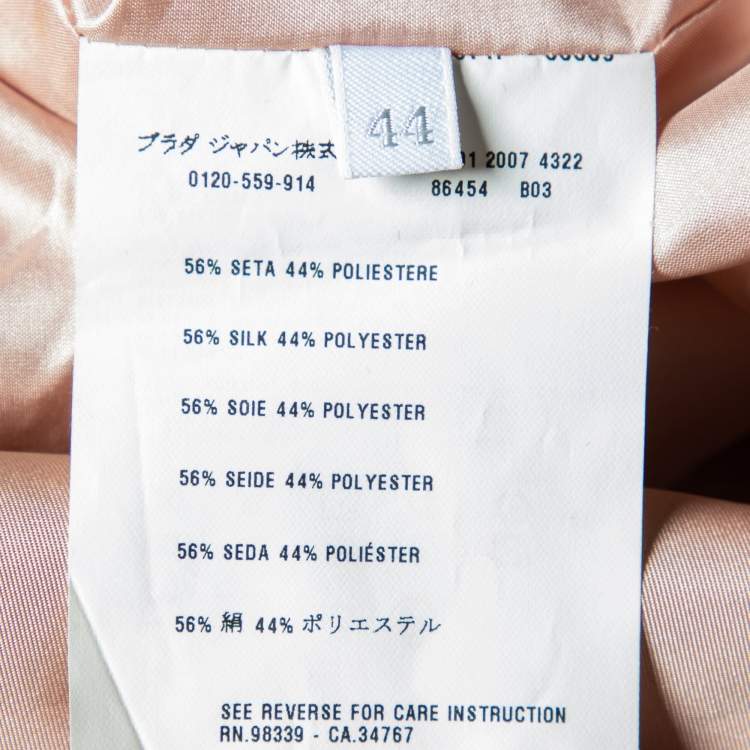 44
プラダ ジャパン株式
0120-559-914
01 2007 4322
86454 B03
56% SETA 44% POLIESTERE
56% SILK 44% POLYESTER
56% SOIE 44% POLYESTER
56% SEIDE 44% POLYESTER
56% SEDA 44% POLIÉSTER
56% 絹 44% ポリエステル
SEE REVERSE FOR CARE INSTRUCTION
RN.98339 - CA.34767